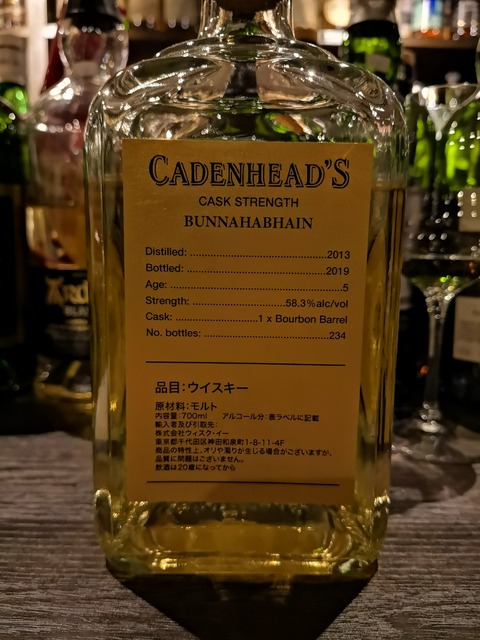 CADENHEAD'S
CASK STRENGTH
BUNNAHABHAIN
Distilled: ................................................2013
Bottled: ..................................................2019
Age: ..........................................................5
Strength: ...............................58.3%alc/vol
Cask: .........................1 x Bourbon Barrel
No. bottles: .............................................234
品目:ウイスキー
原材料:モルト
内容量:700ml アルコール分:裏ラベルに記載
輸入者及び引取先:
株式会社ウィスク・イー
東京都千代田区神田和泉町1-8-11-4F
商品の特性上、オリや濁りが生じる場合がございますが、
品質に問題はございません。
飲酒は20歳になってから